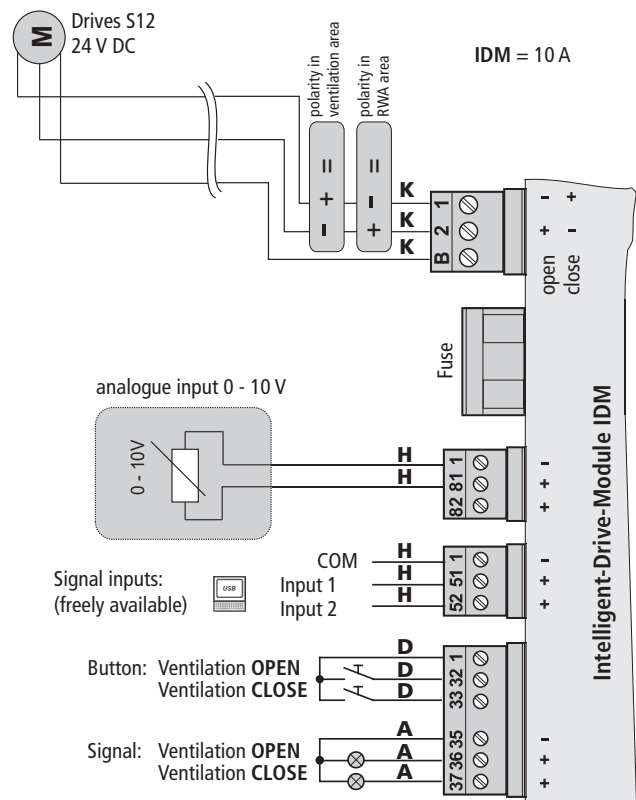 Drives S12
24 V DC
M
IDM = 10 A
polarity in
ventilation area
polarity in
RWA area
- + =
+ - =
K
K
K
1
2
B
- +
+ -
open
close
Fuse
analogue input 0 - 10 V
0 - 10V
H
H
1
81
82
-
+
+
Signal inputs:
(freely available)
USB
COM
Input 1
Input 2
H
H
H
1
51
52
-
+
+
Button: Ventilation OPEN
Ventilation CLOSE
D
D
D
1
32
33
Signal: Ventilation OPEN
Ventilation CLOSE
A
A
A
35
36
37
-
+
+
Intelligent-Drive-Module IDM